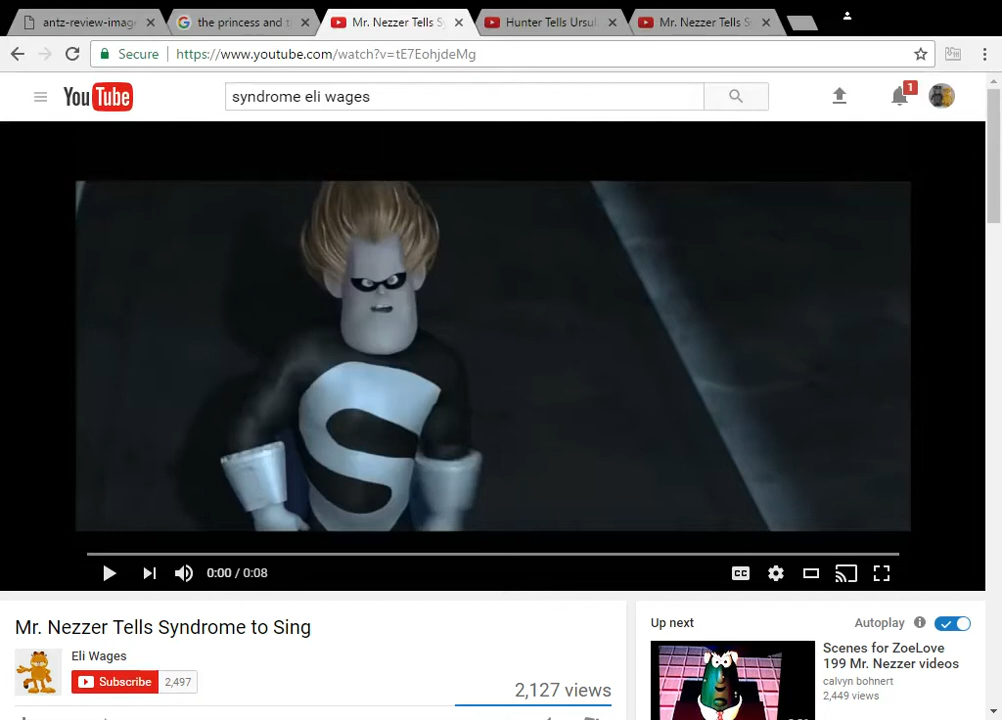 antz-review-image
the princess and t
Mr. Nezzer Tells S
Hunter Tells Ursul
Mr. Nezzer Tells S
Secure
https://www.youtube.com/watch?v=tE7EohjdeMg
YouTube
syndrome eli wages
1
S
0:00 / 0:08
CC
Mr. Nezzer Tells Syndrome to Sing
Eli Wages
Subscribe
2,497
2,127 views
Up next
Autoplay
Scenes for ZoeLove
199 Mr. Nezzer videos
calvyn bohnert
2,449 views